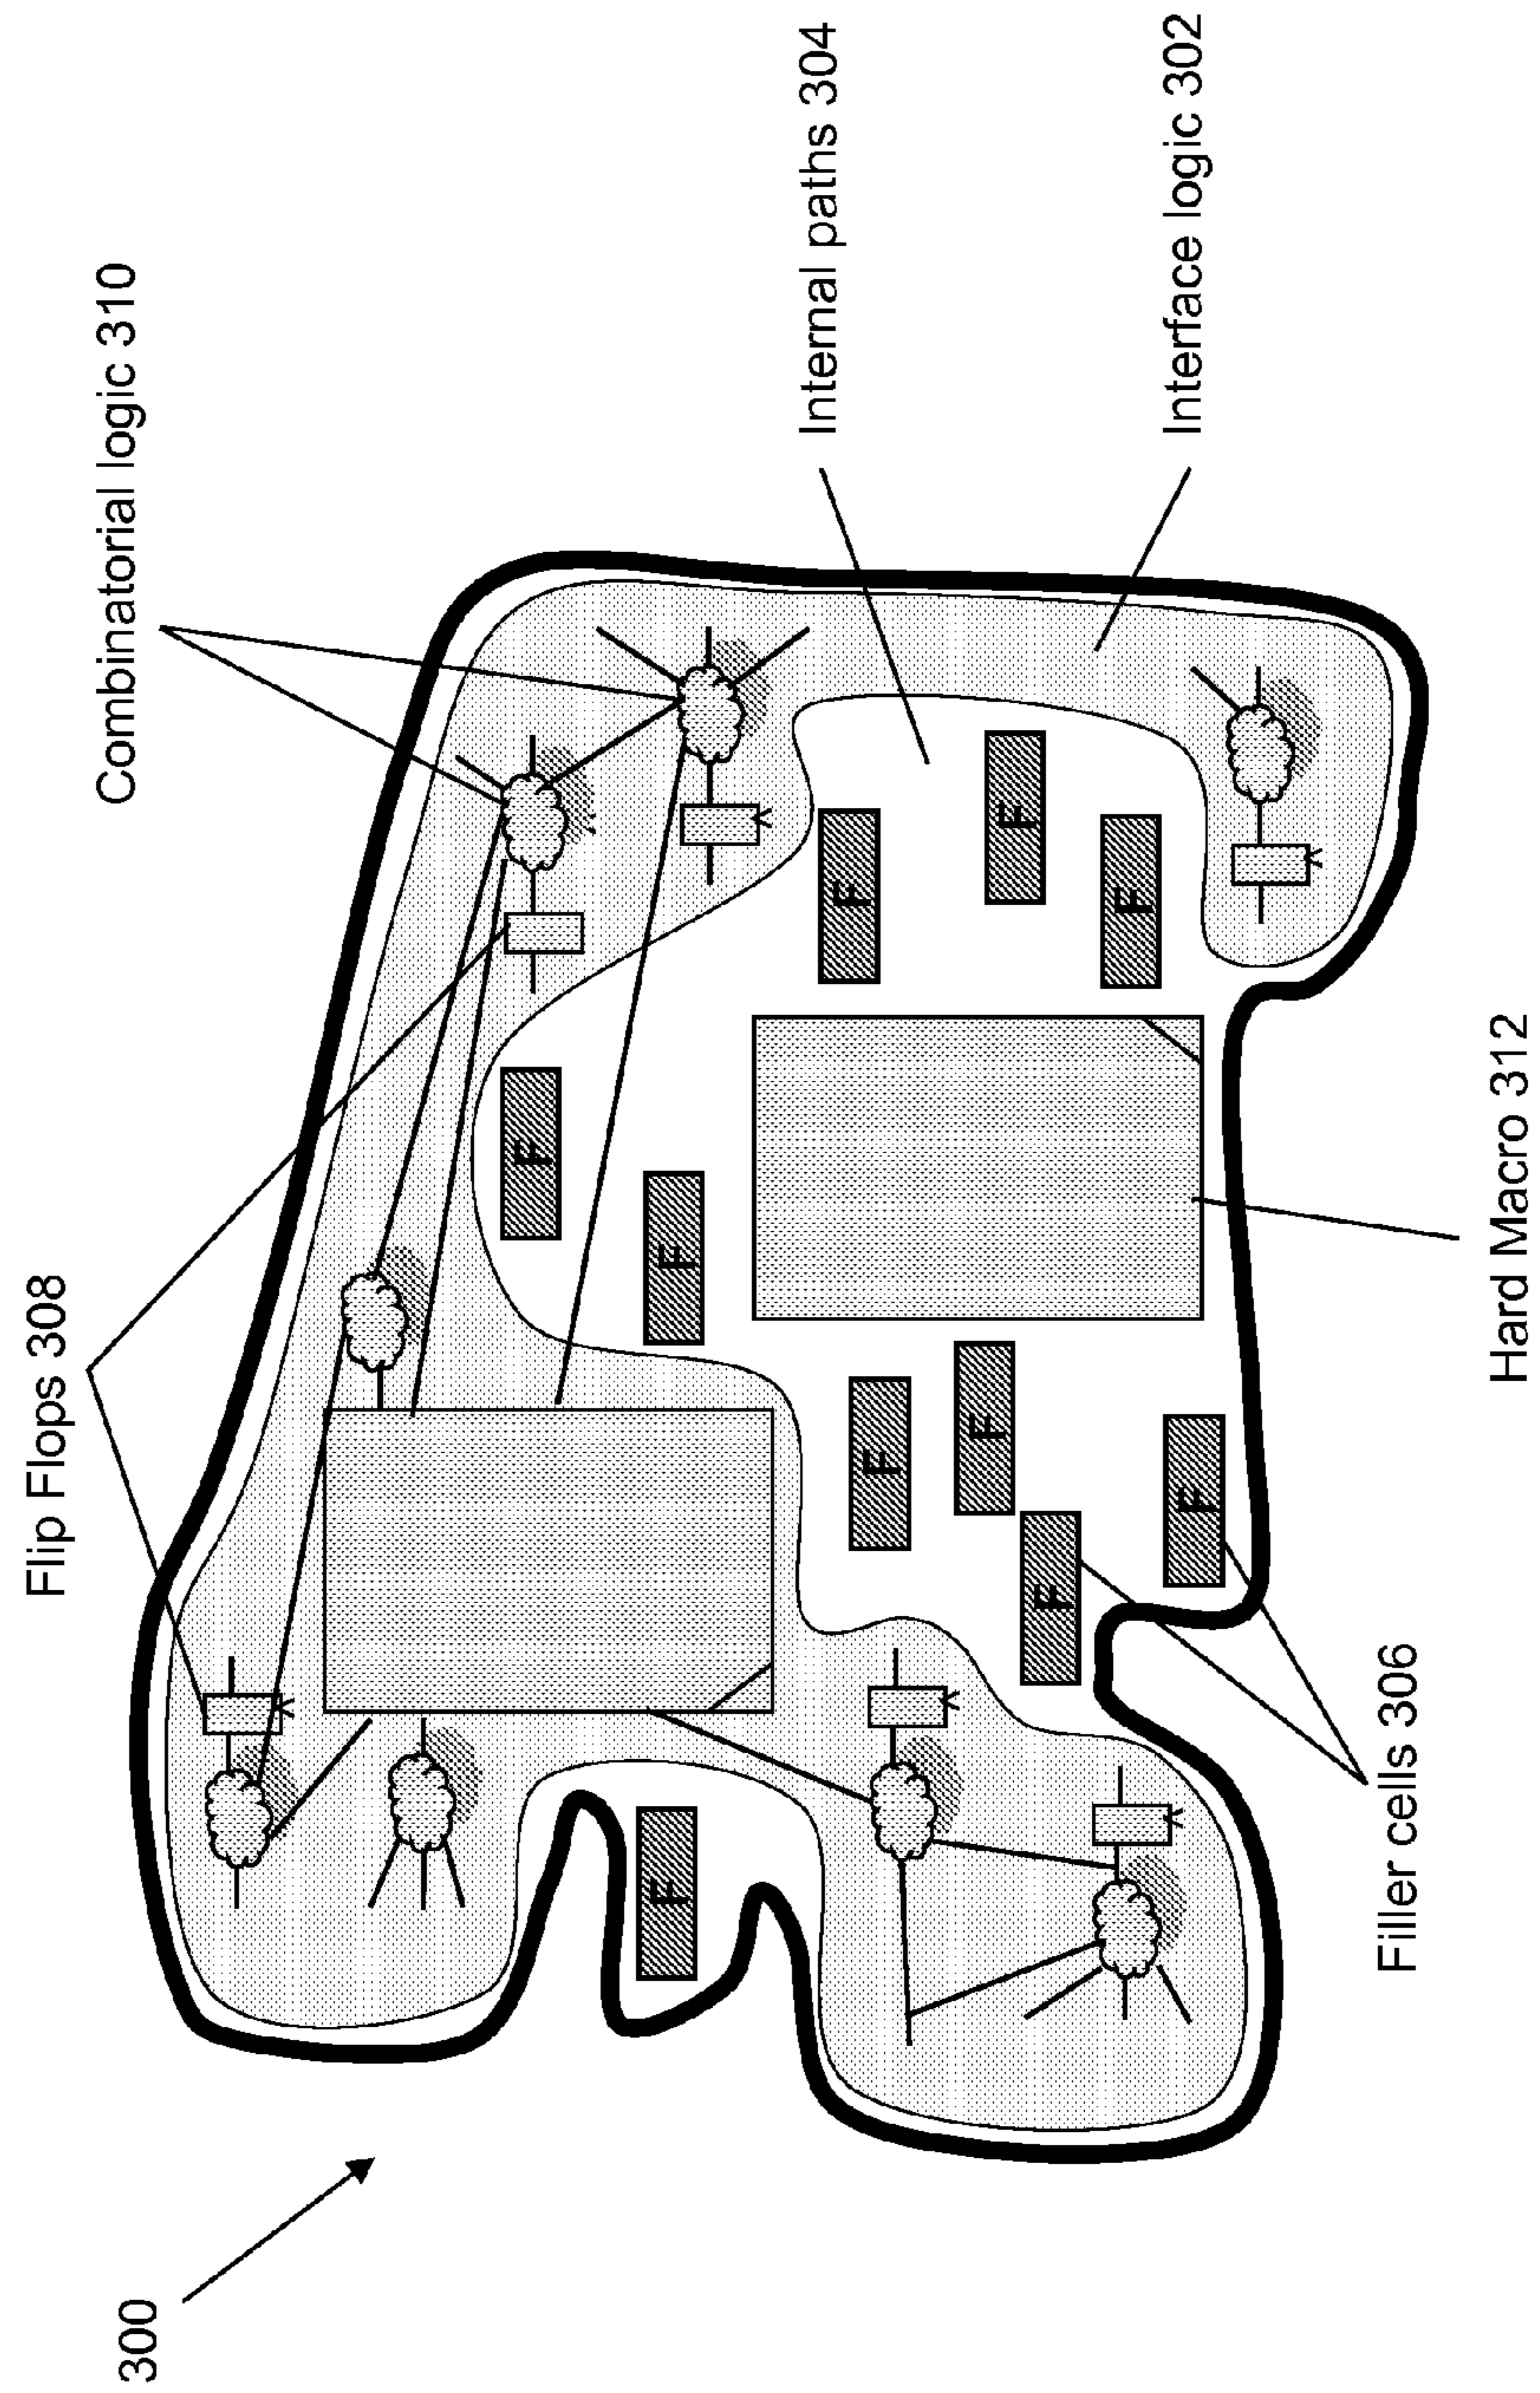 Flip Flops 308
Combinatorial logic 310
300
F
F
F
Internal paths 304
F
F
F
F
F
F
Interface logic 302
F
Filler cells 306
Hard Macro 312